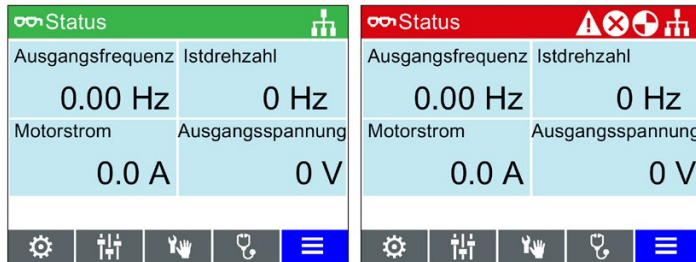 Status
Ausgangsfrequenz Istdrehzahl
0.00 Hz 0 Hz
Motorstrom Ausgangsspannung
0.0 A 0 V
Status
Ausgangsfrequenz Istdrehzahl
0.00 Hz 0 Hz
Motorstrom Ausgangsspannung
0.0 A 0 V